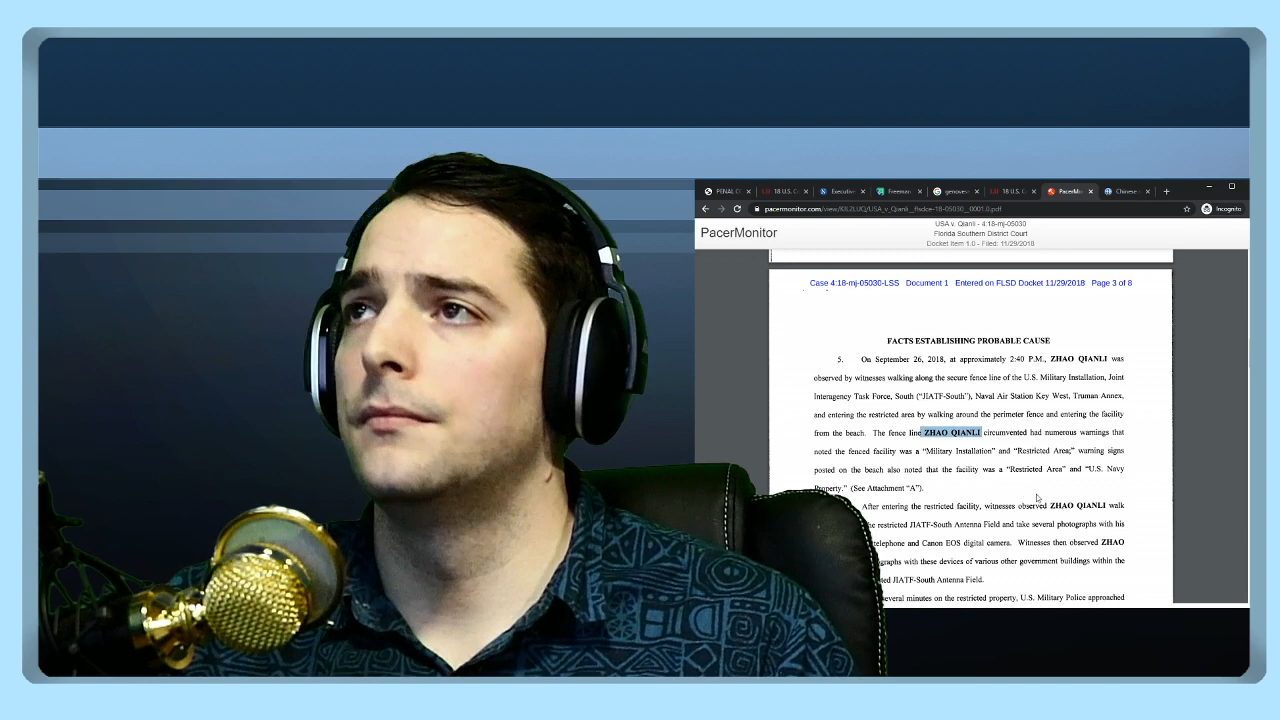 PENAL C
18 U.S. C
Executive
Freeman
genovese
18 U.S. C
PacerMo
Chinese
pacermonitor.com/view/KILZLUQ/USA_v_Qianli__flsdce-18-05030__0001.0.pdf
Incognito
PacerMonitor
USA v. Qianli - 4:18-mj-05030
Florida Southern District Court
Docket Item 1.0 - Filed: 11/29/2018
Case 4:18-mj-05030-LSS Document 1 Entered on FLSD Docket 11/29/2018 Page 3 of 8
FACTS ESTABLISHING PROBABLE CAUSE
5. On September 26, 2018, at approximately 2:40 P.M., ZHAO QIANLI was
observed by witnesses walking along the secure fence line of the U.S. Military Installation, Joint
Interagency Task Force, South ("JIATF-South"), Naval Air Station Key West, Truman Annex,
and entering the restricted area by walking around the perimeter fence and entering the facility
from the beach. The fence line ZHAO QIANLI circumvented had numerous warnings that
noted the fenced facility was a "Military Installation" and "Restricted Area;" warning signs
posted on the beach also noted that the facility was a "Restricted Area" and "U.S. Navy
Property." (See Attachment "A").
After entering the restricted facility, witnesses observed ZHAO QIANLI walk
he restricted JIATF-South Antenna Field and take several photographs with his
telephone and Canon EOS digital camera. Witnesses then observed ZHAO
ographs with these devices of various other government buildings within the
ted JIATF-South Antenna Field.
several minutes on the restricted property, U.S. Military Police approached